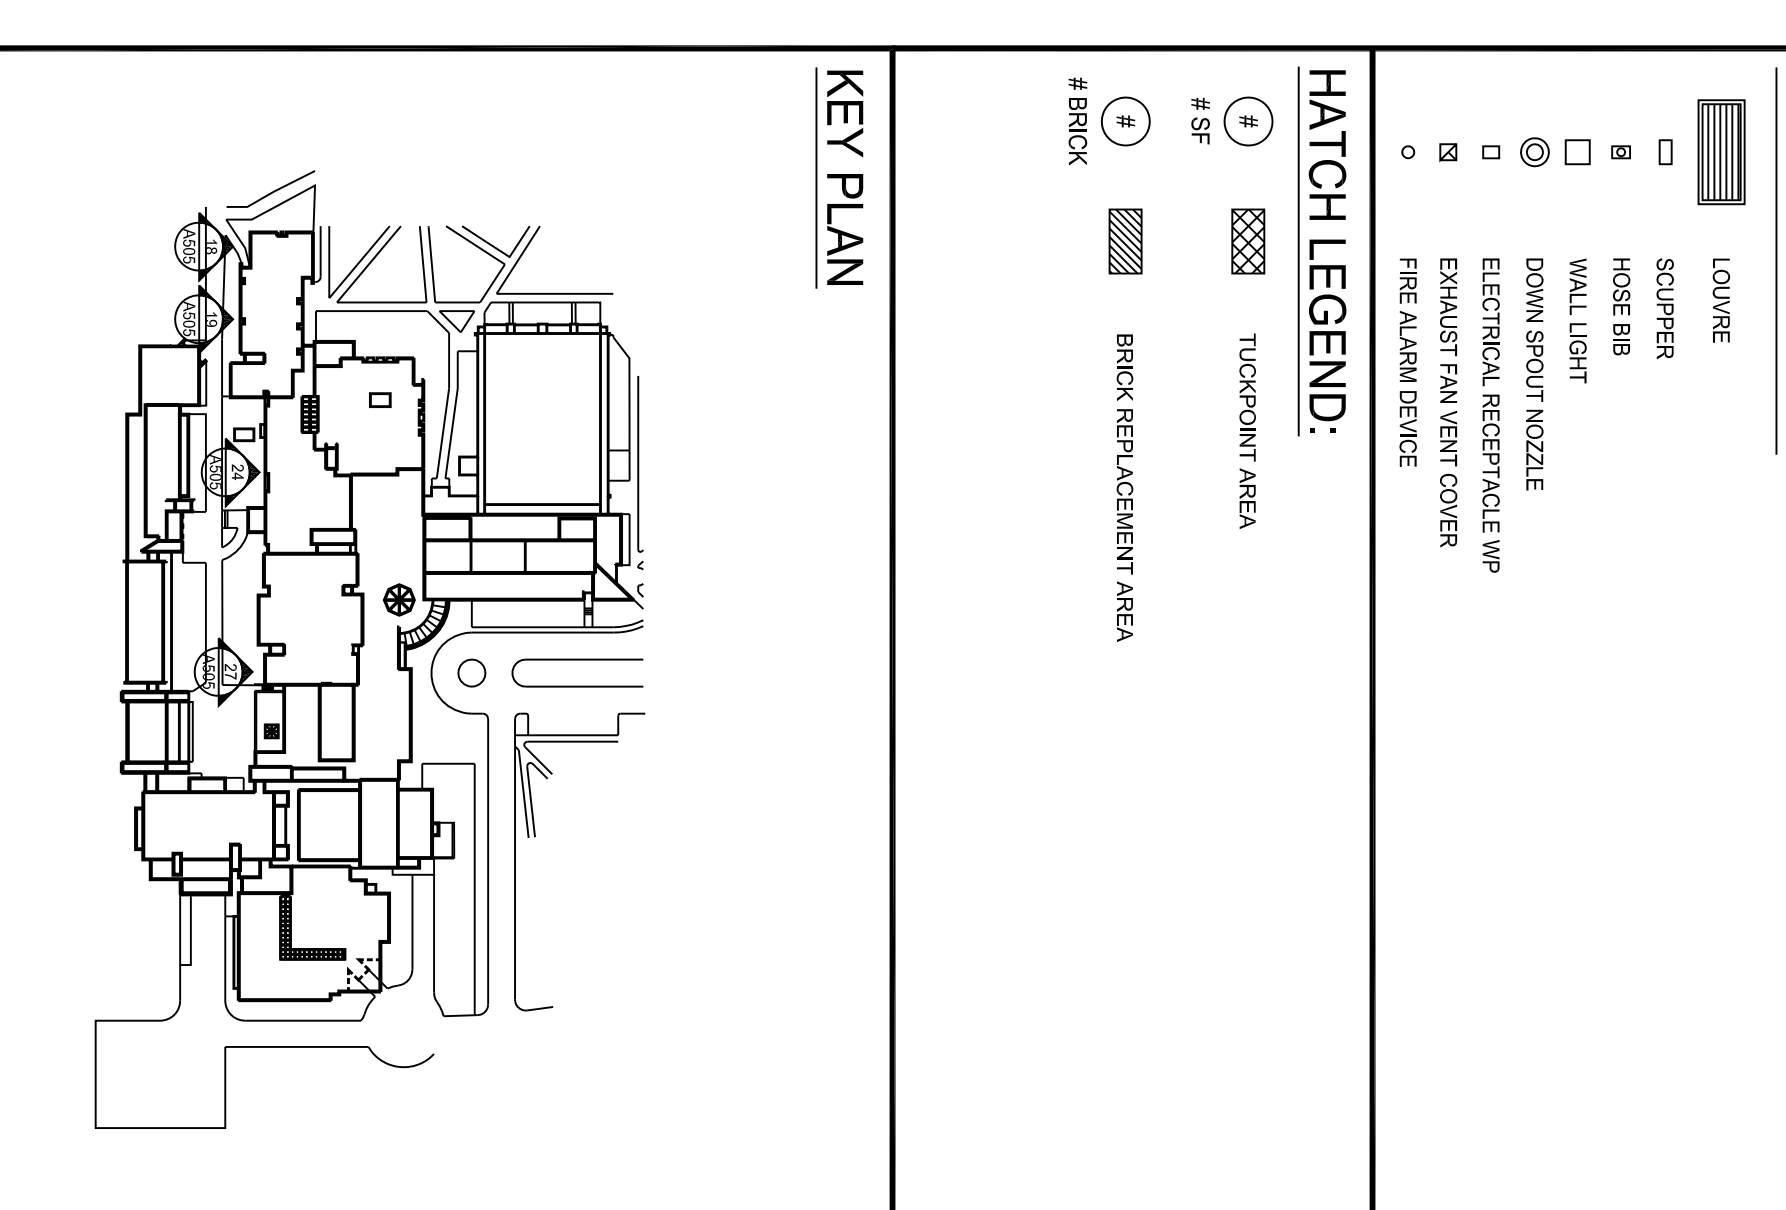 LOUVRE
SCUPPER
HOSE BIB
WALL LIGHT
DOWN SPOUT NOZZLE
ELECTRICAL RECEPTACLE WP
EXHAUST FAN VENT COVER
FIRE ALARM DEVICE
HATCH LEGEND:
#
# SF
TUCKPOINT AREA
#
# BRICK
BRICK REPLACEMENT AREA
KEY PLAN
18
A505
19
A505
24
A505
27
A505